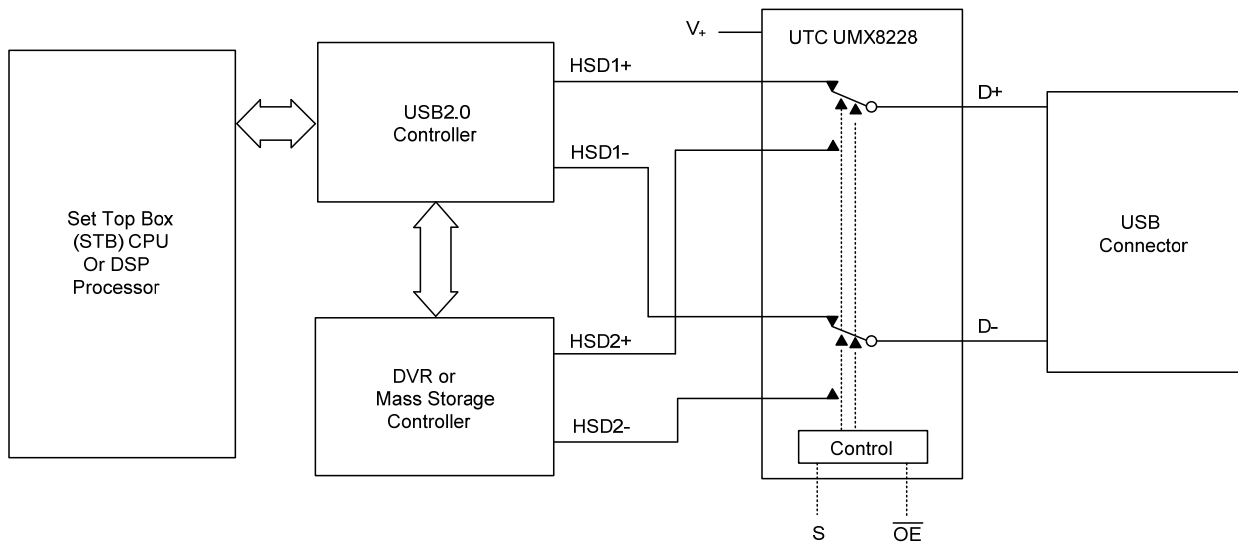 V+
UTC UMX8228
HSD1+
D+
USB2.0
Controller
HSD1-
Set Top Box
(STB) CPU
Or DSP
Processor
USB
Connector
HSD2+
D-
DVR or
Mass Storage
Controller
HSD2-
Control
S
OE